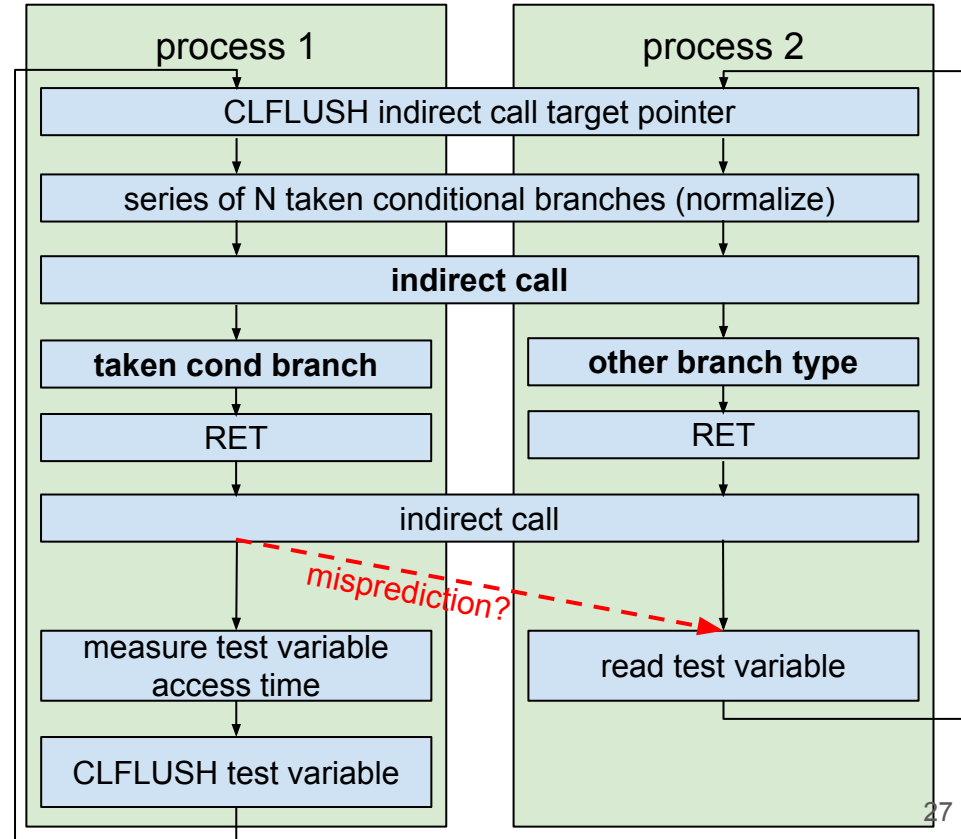 process 1
process 2
CLFLUSH indirect call target pointer
series of N taken conditional branches (normalize)
indirect call
taken cond branch
other branch type
RET
RET
indirect call
misprediction?
measure test variable
access time
read test variable
CLFLUSH test variable
27